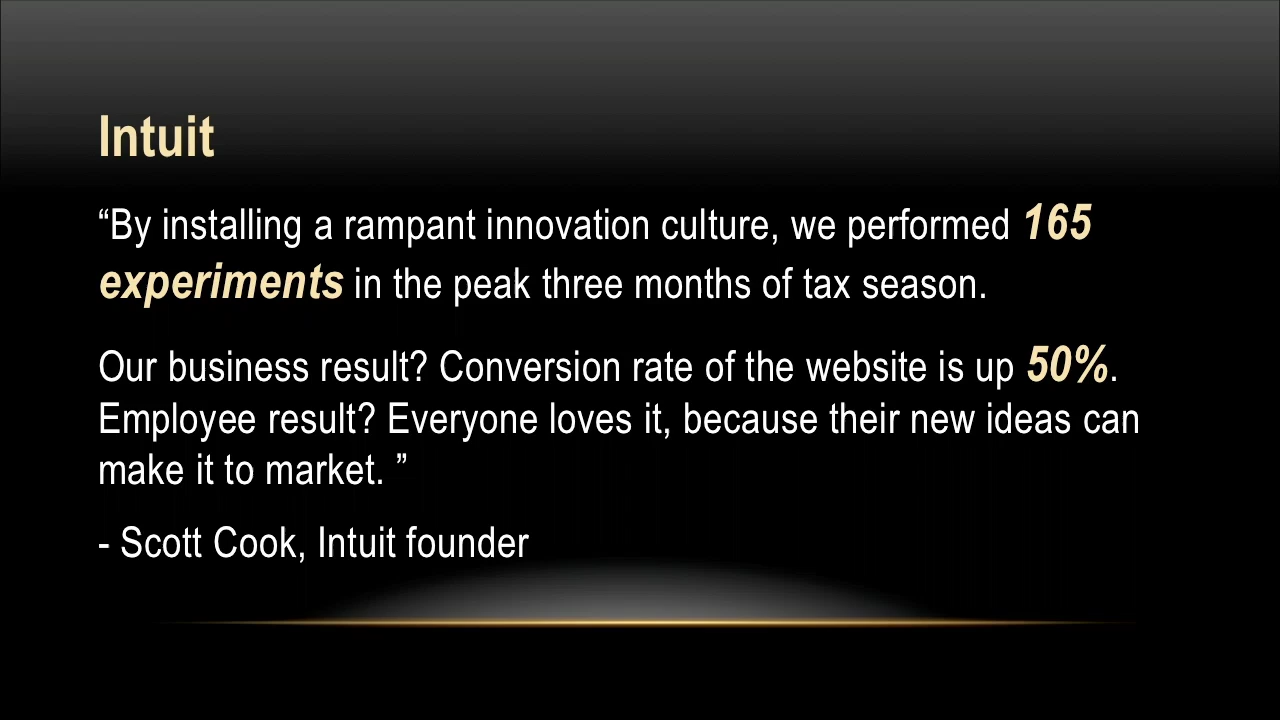 Intuit
“By installing a rampant innovation culture, we performed 165
experiments in the peak three months of tax season.
Our business result? Conversion rate of the website is up 50%.
Employee result? Everyone loves it, because their new ideas can
make it to market. ”
- Scott Cook, Intuit founder